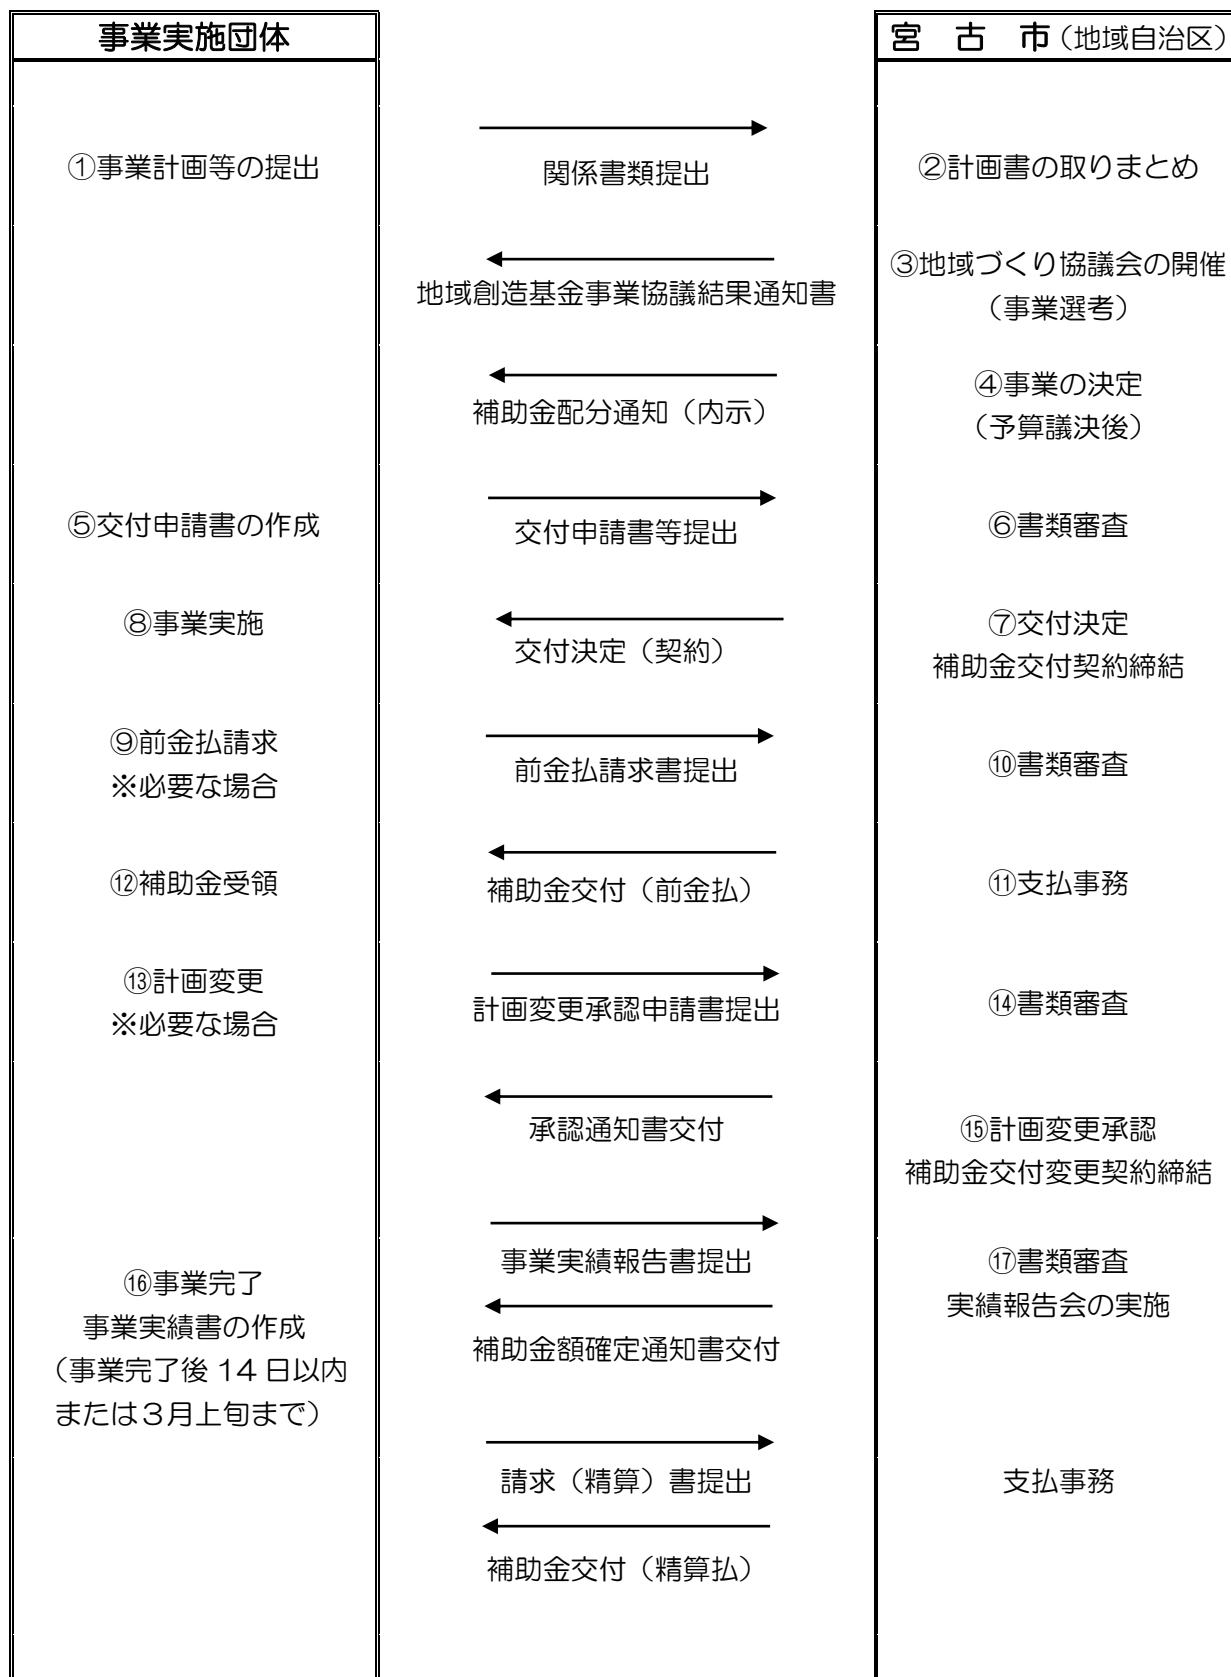 事業実施団体
宮 古 市（地域自治区）
①事業計画等の提出
関係書類提出
②計画書の取りまとめ
地域創造基金事業協議結果通知書
③地域づくり協議会の開催
（事業選考）
補助金配分通知（内示）
④事業の決定
（予算議決後）
⑤交付申請書の作成
交付申請書等提出
⑥書類審査
⑧事業実施
交付決定（契約）
⑦交付決定
補助金交付契約締結
⑨前金払請求
※必要な場合
前金払請求書提出
⑩書類審査
⑫補助金受領
補助金交付（前金払）
⑪支払事務
⑬計画変更
※必要な場合
計画変更承認申請書提出
⑭書類審査
承認通知書交付
⑮計画変更承認
補助金交付変更契約締結
⑯事業完了
事業実績書の作成
（事業完了後 14 日以内
または３月上旬まで）
事業実績報告書提出
補助金額確定通知書交付
⑰書類審査
実績報告会の実施
請求（精算）書提出
支払事務
補助金交付（精算払）